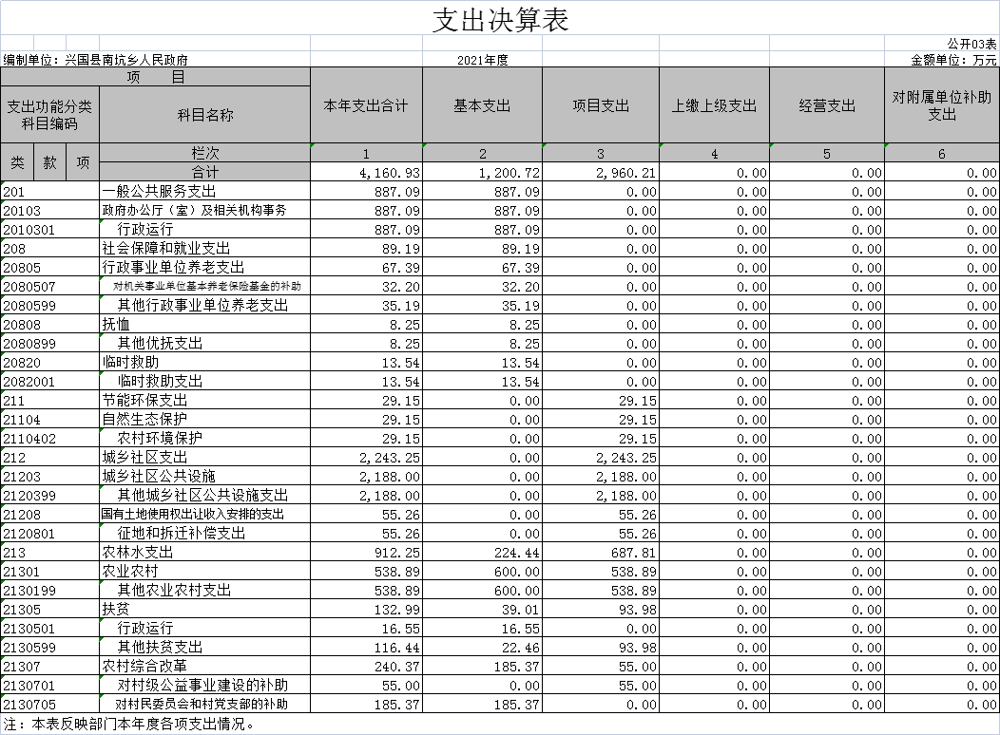 支出决算表
公开03表
编制单位：兴国县南坑乡人民政府 2021年度 金额单位：万元
项 目 本年支出合计 基本支出 项目支出 上缴上级支出 经营支出 对附属单位补助支出
支出功能分类科目编码 科目名称
类 款 项 栏次 1 2 3 4 5 6
合计 4,160.93 1,200.72 2,960.21 0.00 0.00 0.00
201 一般公共服务支出 887.09 887.09 0.00 0.00 0.00 0.00
20103 政府办公厅（室）及相关机构事务 887.09 887.09 0.00 0.00 0.00 0.00
2010301 行政运行 887.09 887.09 0.00 0.00 0.00 0.00
208 社会保障和就业支出 89.19 89.19 0.00 0.00 0.00 0.00
20805 行政事业单位养老支出 67.39 67.39 0.00 0.00 0.00 0.00
2080507 对机关事业单位基本养老保险基金的补助 32.20 32.20 0.00 0.00 0.00 0.00
2080599 其他行政事业单位养老支出 35.19 35.19 0.00 0.00 0.00 0.00
20808 抚恤 8.25 8.25 0.00 0.00 0.00 0.00
2080899 其他优抚支出 8.25 8.25 0.00 0.00 0.00 0.00
20820 临时救助 13.54 13.54 0.00 0.00 0.00 0.00
2082001 临时救助支出 13.54 13.54 0.00 0.00 0.00 0.00
211 节能环保支出 29.15 0.00 29.15 0.00 0.00 0.00
21104 自然生态保护 29.15 0.00 29.15 0.00 0.00 0.00
2110402 农村环境保护 29.15 0.00 29.15 0.00 0.00 0.00
212 城乡社区支出 2,243.25 0.00 2,243.25 0.00 0.00 0.00
21203 城乡社区公共设施 2,188.00 0.00 2,188.00 0.00 0.00 0.00
2120399 其他城乡社区公共设施支出 2,188.00 0.00 2,188.00 0.00 0.00 0.00
21208 国有土地使用权出让收入安排的支出 55.26 0.00 55.26 0.00 0.00 0.00
2120801 征地和拆迁补偿支出 55.26 0.00 55.26 0.00 0.00 0.00
213 农林水支出 912.25 224.44 687.81 0.00 0.00 0.00
21301 农业农村 538.89 600.00 538.89 0.00 0.00 0.00
2130199 其他农业农村支出 538.89 600.00 538.89 0.00 0.00 0.00
21305 扶贫 132.99 39.01 93.98 0.00 0.00 0.00
2130501 行政运行 16.55 16.55 0.00 0.00 0.00 0.00
2130599 其他扶贫支出 116.44 22.46 93.98 0.00 0.00 0.00
21307 农村综合改革 240.37 185.37 55.00 0.00 0.00 0.00
2130701 对村级公益事业建设的补助 55.00 0.00 55.00 0.00 0.00 0.00
2130705 对村民委员会和村党支部的补助 185.37 185.37 0.00 0.00 0.00 0.00
注：本表反映部门本年度各项支出情况。